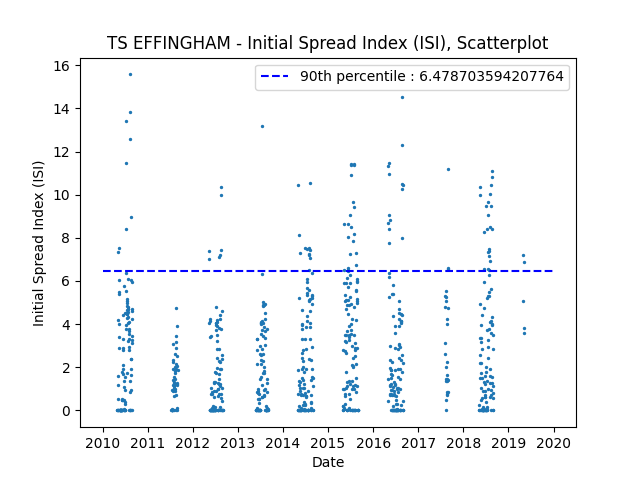 TS EFFINGHAM - Initial Spread Index (ISI), Scatterplot
90th percentile : 6.478703594207764
16
14
12
10
8
6
4
2
0
Initial Spread Index (ISI)
2010 2011 2012 2013 2014 2015 2016 2017 2018 2019 2020
Date